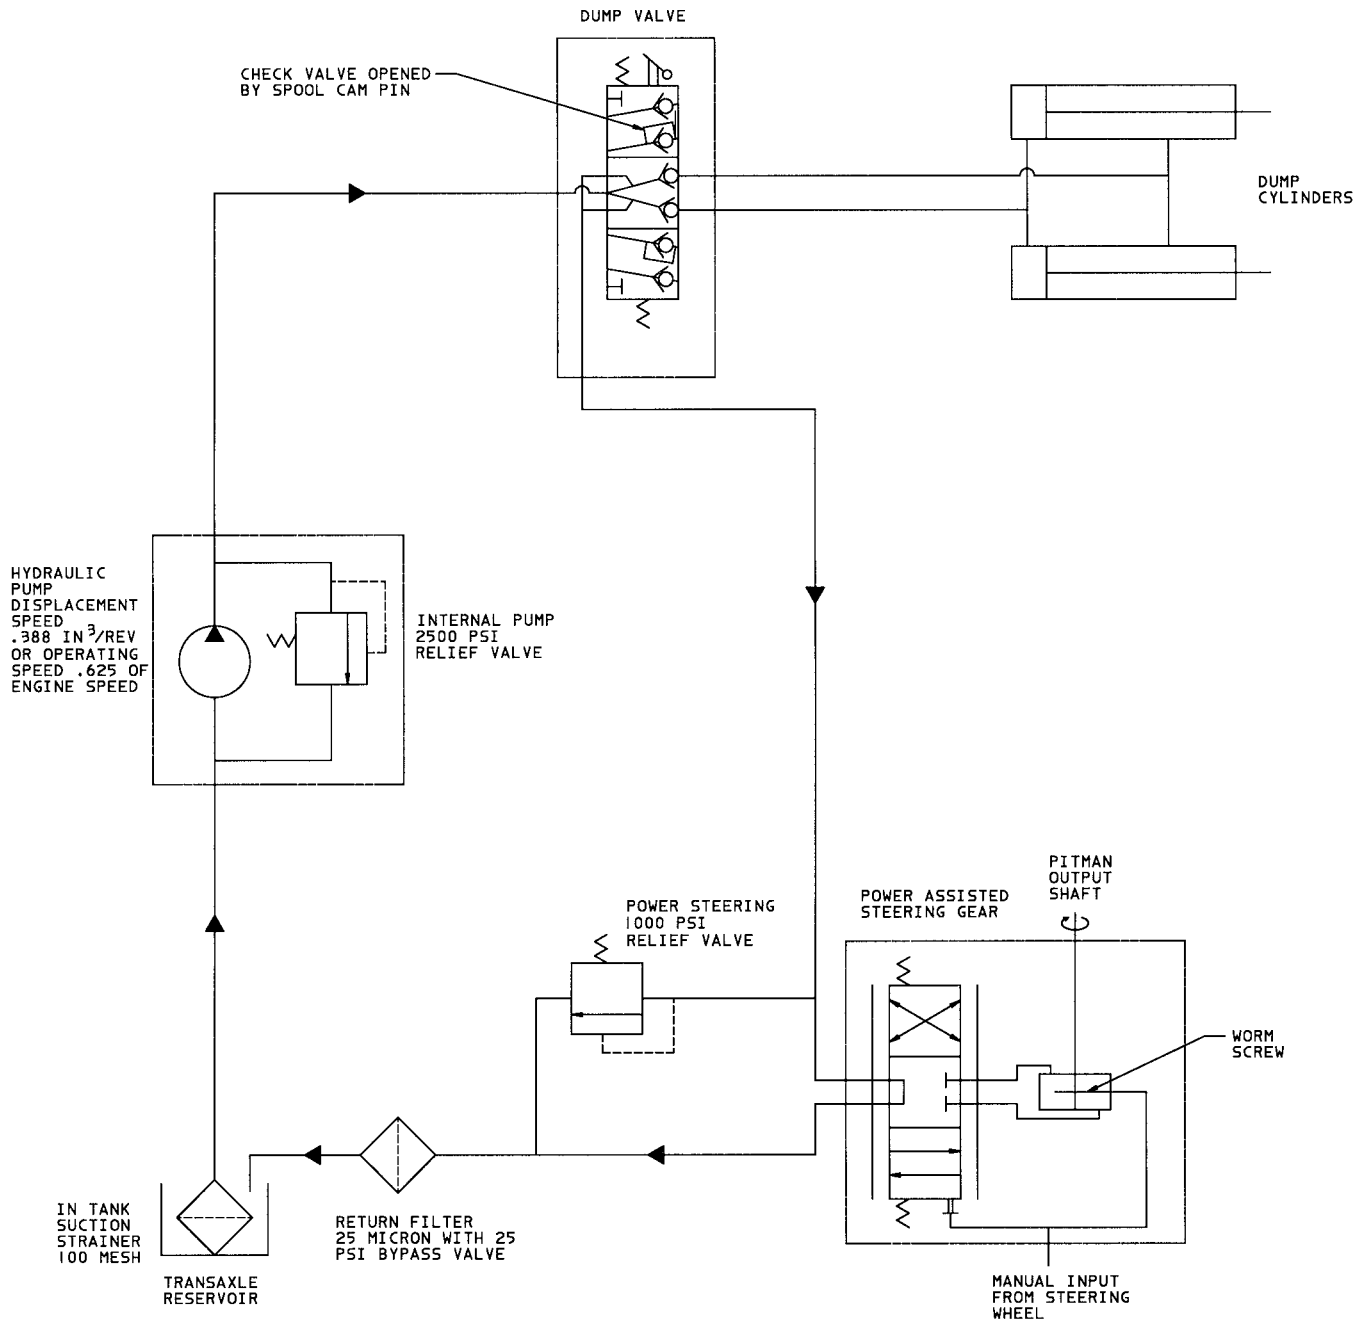 DUMP VALVE
CHECK VALVE OPENED
BY SPOOL CAM PIN
DUMP
CYLINDERS
HYDRAULIC
PUMP
DISPLACEMENT
SPEED
.388 IN³/REV
OR OPERATING
SPEED .625 OF
ENGINE SPEED
INTERNAL PUMP
2500 PSI
RELIEF VALVE
POWER STEERING
1000 PSI
RELIEF VALVE
POWER ASSISTED
STEERING GEAR
PITMAN
OUTPUT
SHAFT
WORM
SCREW
IN TANK
SUCTION
STRAINER
100 MESH
TRANSAXLE
RESERVOIR
RETURN FILTER
25 MICRON WITH 25
PSI BYPASS VALVE
MANUAL INPUT
FROM STEERING
WHEEL